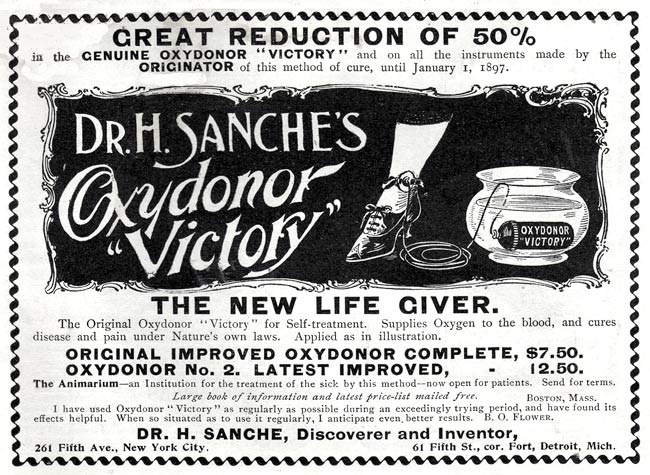 GREAT REDUCTION OF 50%
in the GENUINE OXYDONOR "VICTORY" and on all the instruments made by the
ORIGINATOR of this method of cure, until January 1, 1897.
DR. H. SANCHE'S
Oxydonor
"Victory"
OXYDONOR
"VICTORY"
THE NEW LIFE GIVER.
The Original Oxydonor "Victory" for Self-treatment. Supplies Oxygen to the blood, and cures
disease and pain under Nature's own laws. Applied as in illustration.
ORIGINAL IMPROVED OXYDONOR COMPLETE, $7.50.
OXYDONOR No. 2. LATEST IMPROVED, - 12.50.
The Animarium—an Institution for the treatment of the sick by this method—now open for patients. Send for terms.
Large book of information and latest price-list mailed free. BOSTON, MASS.
I have used Oxydonor "Victory" as regularly as possible during an exceedingly trying period, and have found its
effects helpful. When so situated as to use it regularly, I anticipate even better results. B. O. FLOWER.
DR. H. SANCHE, Discoverer and Inventor,
261 Fifth Ave., New York City. 61 Fifth St., cor. Fort, Detroit, Mich.